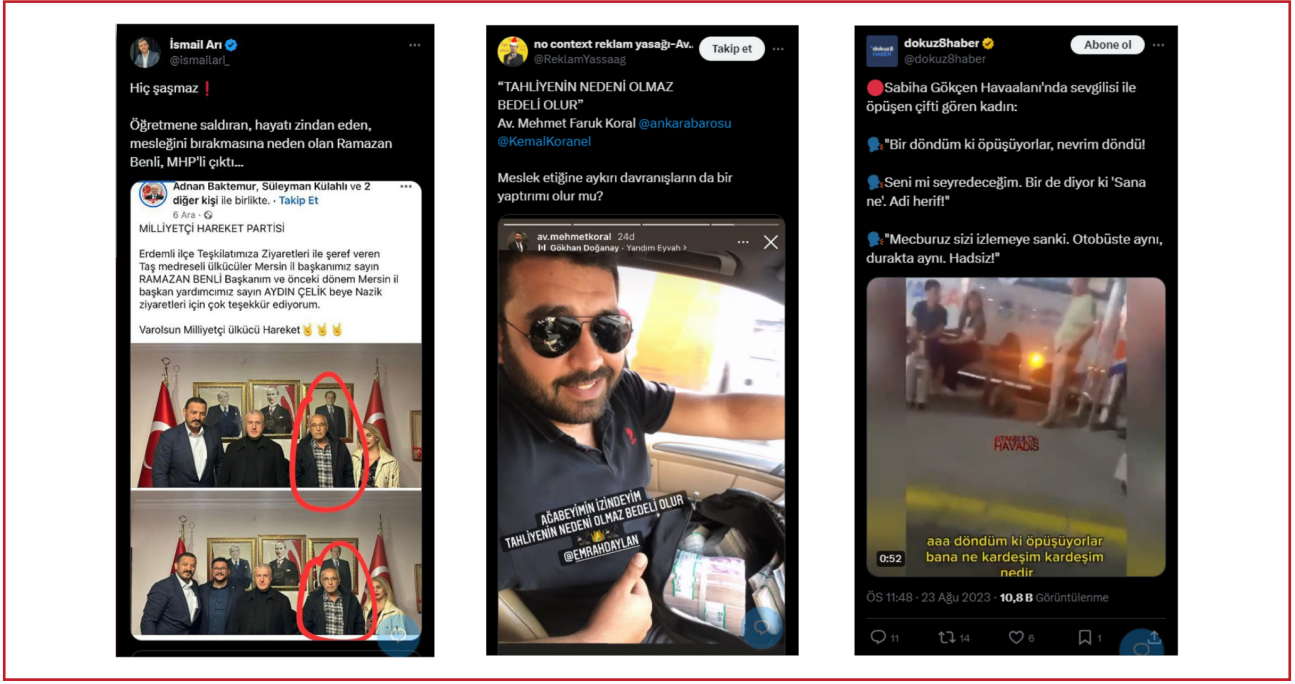 İsmail Arı
@ismailari_
Hiç şaşmaz❗
Öğretmene saldıran, hayatı zindan eden,
mesleğini bırakmasına neden olan Ramazan
Benli, MHP'li çıktı...
Adnan Baktemur, Süleyman Külahlı ve 2
diğer kişi ile birlikte. · Takip Et
6 Ara ·
MİLLİYETÇİ HAREKET PARTİSİ
Erdemli ilçe Teşkilatımıza Ziyaretleri ile şeref veren
Taş medreseli ülkücüler Mersin il başkanımız sayın
RAMAZAN BENLİ Başkanım ve önceki dönem Mersin il
başkan yardımcımız sayın AYDIN ÇELİK beye Nazik
ziyaretleri için çok teşekkür ediyorum.
Varolsun Milliyetçi ülkücü Hareket🤘🤘🤘
no context reklam yasağı-Av..
Takip et
@ReklamYassaag
“TAHLİYENİN NEDENİ OLMAZ
BEDELİ OLUR”
Av. Mehmet Faruk Koral @ankarabarosu
@KemalKoranel
Meslek etiğine aykırı davranışların da bir
yaptırımı olur mu?
av.mehmetkoral 24d
Gökhan Doğanay · Yandım Eyvah >
AĞABEYİMİN İZİNDEYİM
TAHLİYENİN NEDENİ OLMAZ BEDELİ OLUR
@EMRAHDAYLAN
dokuz8haber
Abone ol
@dokuz8haber
"dokuz8
HABER
🔴Sabiha Gökçen Havaalanı'nda sevgilisi ile
öpüşen çifti gören kadın:
🗣"Bir döndüm ki öpüşüyorlar, nevrim döndü!
🗣Seni mi seyredeceğim. Bir de diyor ki 'Sana
ne'. Adi herif!"
🗣"Mecburuz sizi izlemeye sanki. Otobüste aynı,
durakta aynı. Hadsiz!"
HAVADİS
aaa döndüm ki öpüşüyorlar
bana ne kardeşim kardeşim
nedir
0:52
ÖS 11:48 · 23 Ağu 2023 · 10,8 B Görüntülenme
11 14 6 1